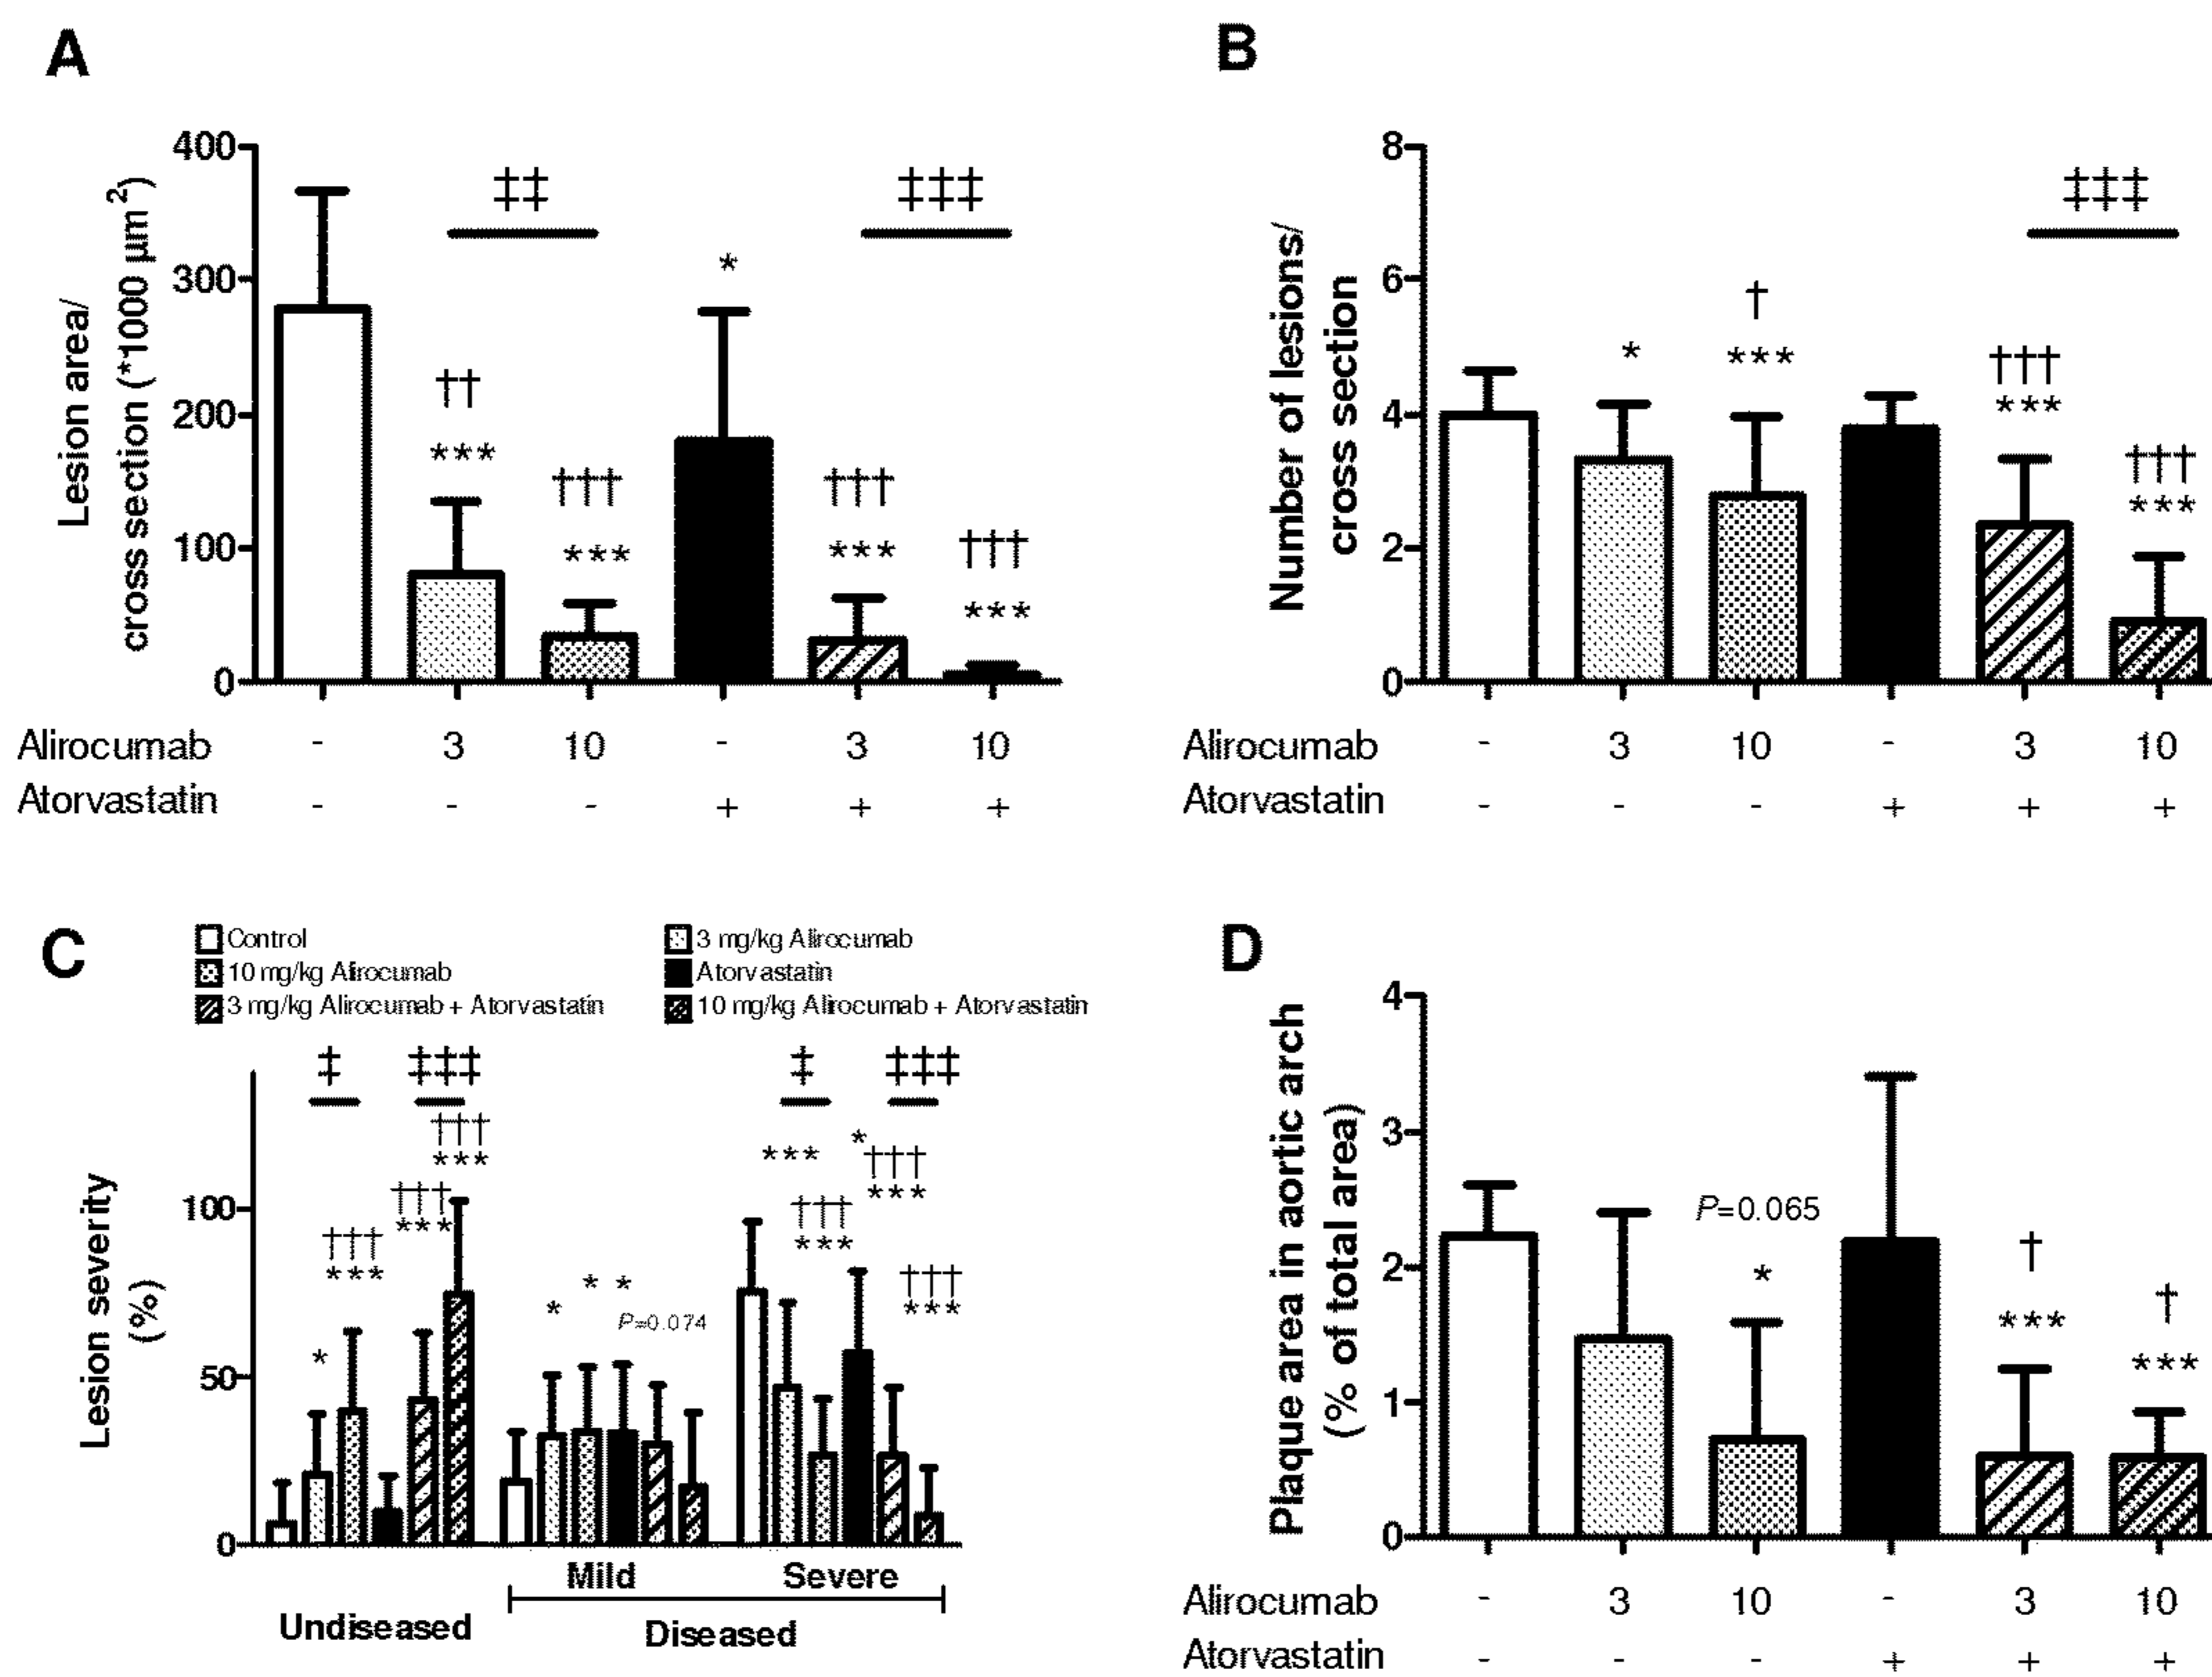 A
Lesion area/
cross section (*1000 µm²)
400
300
200
100
0
††
***
‡‡
†††
***
*
†††
***
‡‡‡
†††
***
Alirocumab - 3 10 - 3 10
Atorvastatin - - - + + +
B
Number of lesions/
cross section
8
6
4
2
0
*
†
***
†††
***
‡‡‡
†††
***
Alirocumab - 3 10 - 3 10
Atorvastatin - - - + + +
C
Control
3 mg/kg Alirocumab
10 mg/kg Alirocumab
Atorvastatin
3 mg/kg Alirocumab + Atorvastatin
10 mg/kg Alirocumab + Atorvastatin
Lesion severity
(%)
100
50
0
‡ ‡‡‡ ‡ ‡‡‡
*
†††
***
†††
***
†††
***
*
*
*
P=0.074
***
†††
***
*
†††
***
†††
***
Mild Severe
Undiseased Diseased
D
Plaque area in aortic arch
(% of total area)
4
3
2
1
0
P=0.065
*
†
***
†
***
Alirocumab - 3 10 - 3 10
Atorvastatin - - - + + +